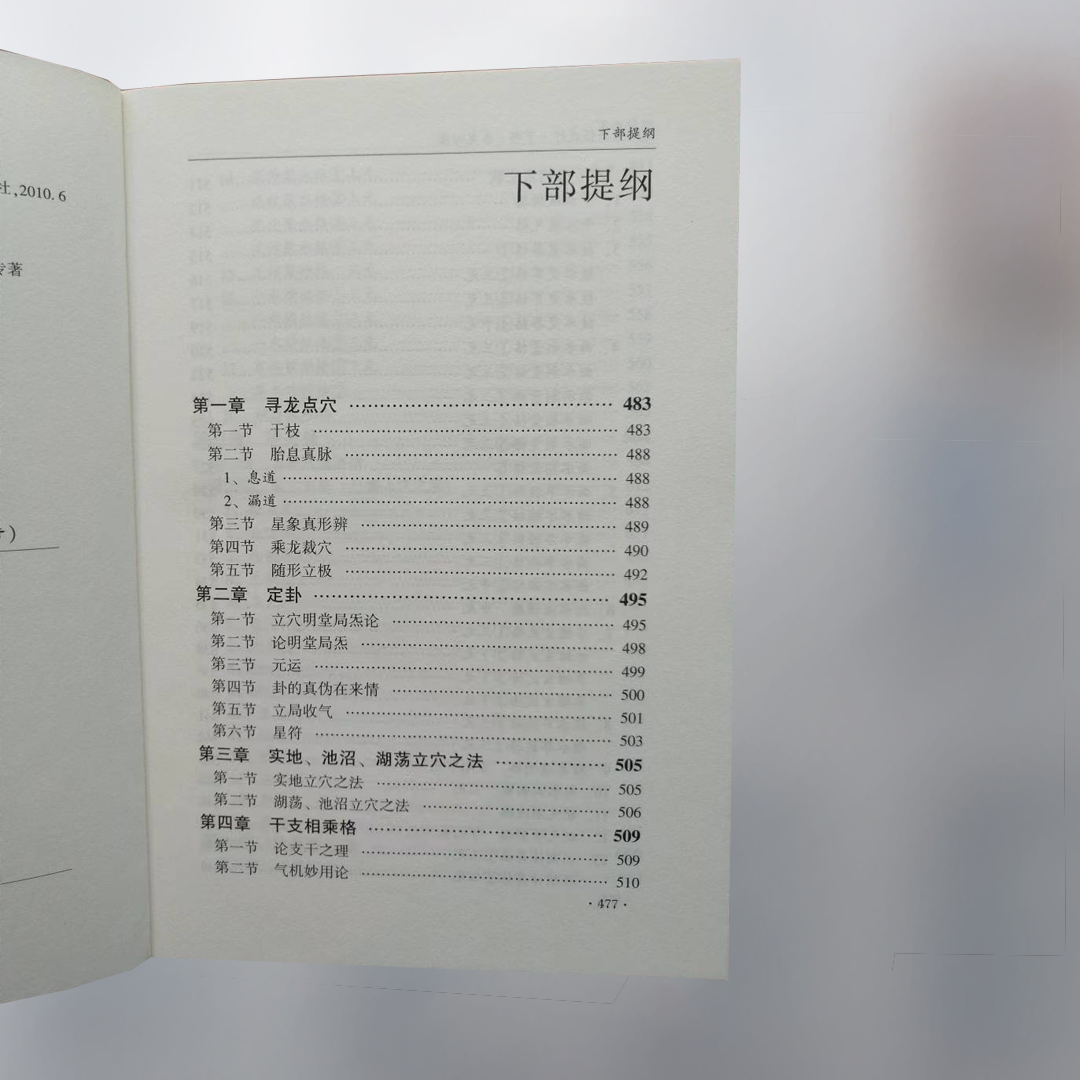 社,2010.6
专著
下部提纲
下部提纲
第一章 寻龙点穴 …… 483
第一节 干枝 …… 483
第二节 胎息真脉 …… 488
1、息道 …… 488
2、漏道 …… 488
第三节 星象真形辨 …… 489
第四节 乘龙裁穴 …… 490
第五节 随形立极 …… 492
第二章 定卦 …… 495
第一节 立穴明堂局炁论 …… 495
第二节 论明堂局炁 …… 498
第三节 元运 …… 499
第四节 卦的真伪在来情 …… 500
第五节 立局收气 …… 501
第六节 星符 …… 503
第三章 实地、池沼、湖荡立穴之法 …… 505
第一节 实地立穴之法 …… 505
第二节 湖荡、池沼立穴之法 …… 506
第四章 干支相乘格 …… 509
第一节 论支干之理 …… 509
第二节 气机妙用论 …… 510
·477·